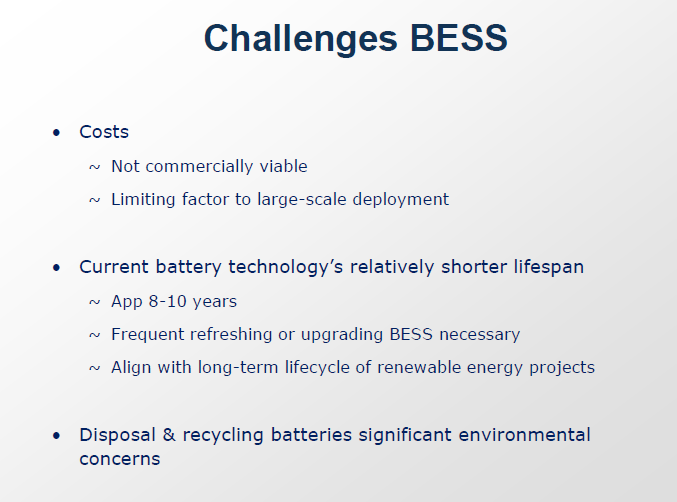 Challenges BESS
• Costs
~ Not commercially viable
~ Limiting factor to large-scale deployment
• Current battery technology’s relatively shorter lifespan
~ App 8-10 years
~ Frequent refreshing or upgrading BESS necessary
~ Align with long-term lifecycle of renewable energy projects
• Disposal & recycling batteries significant environmental
concerns